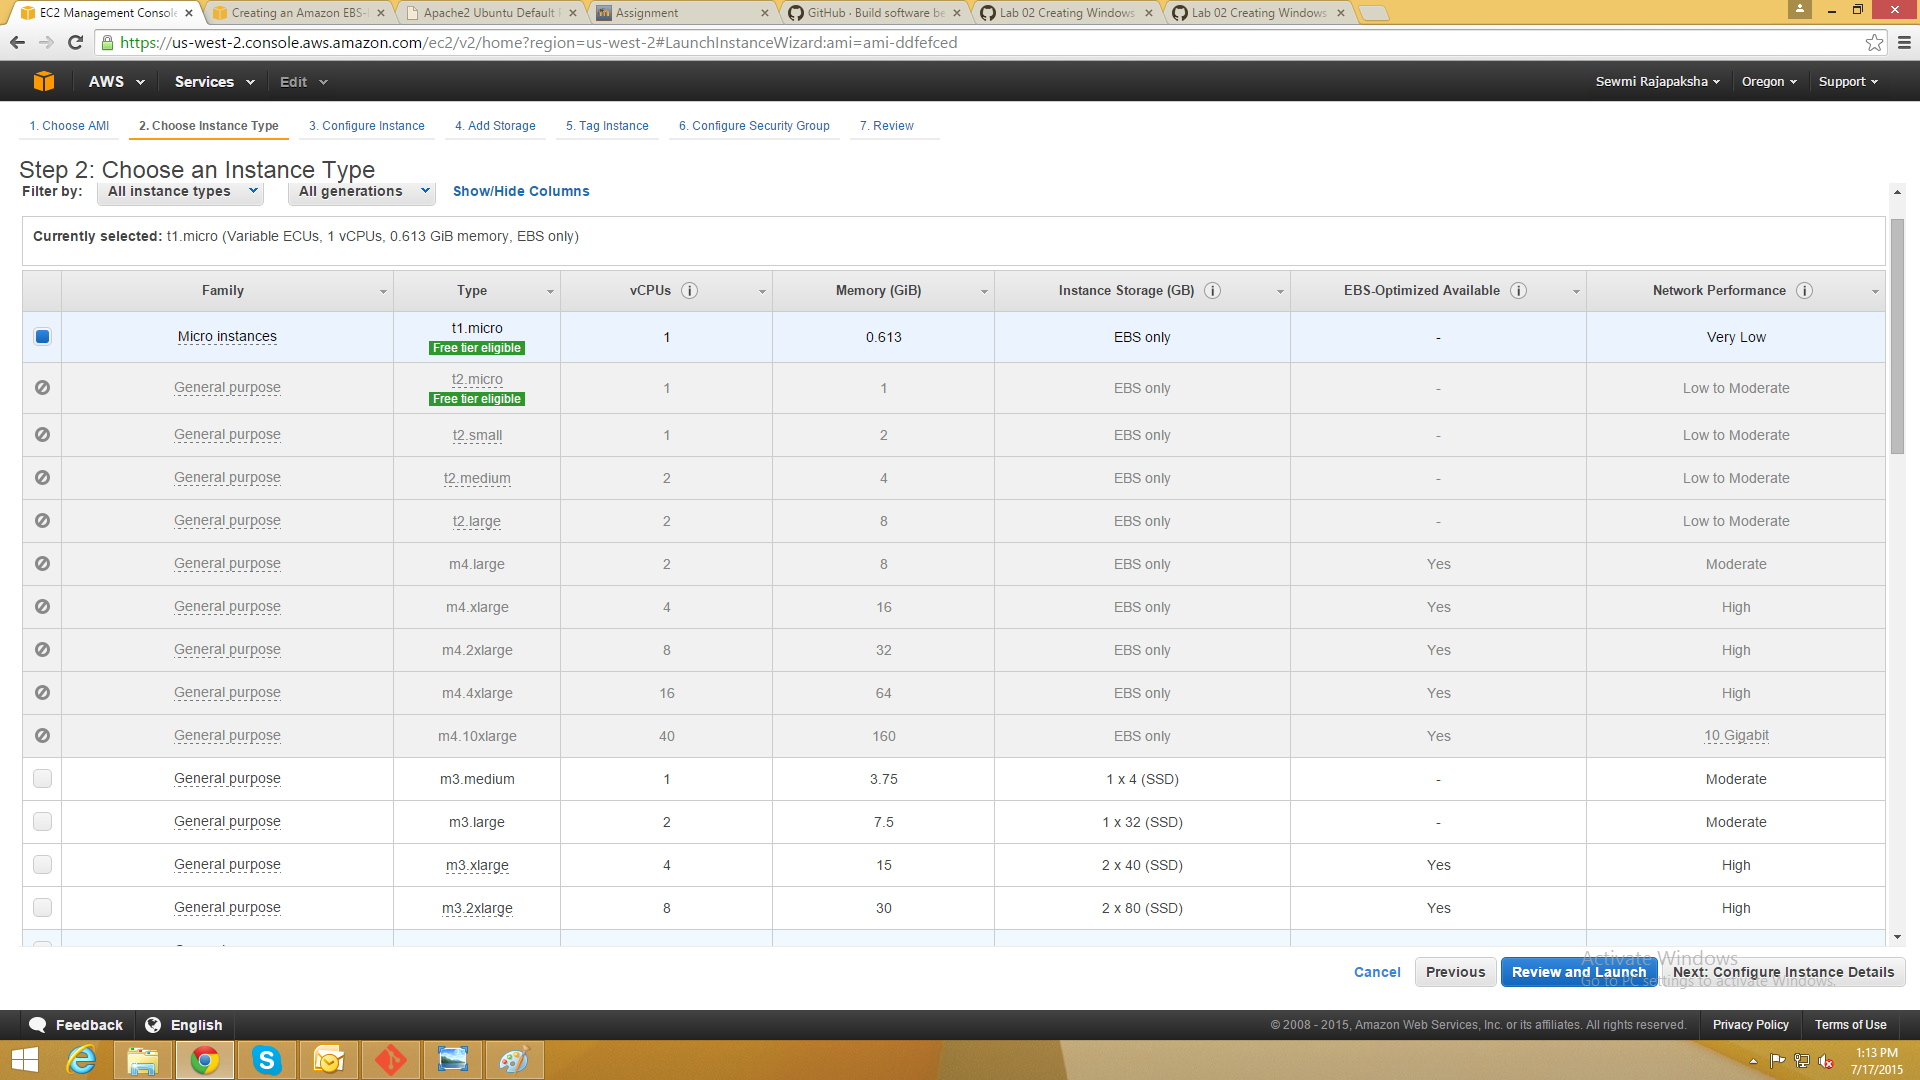 EC2 Management Consol
Creating an Amazon EBS-
Apache2 Ubuntu Default
Assignment
GitHub · Build software be
Lab 02 Creating Windows
Lab 02 Creating Windows
https://us-west-2.console.aws.amazon.com/ec2/v2/home?region=us-west-2#LaunchInstanceWizard:ami=ami-ddfefced
AWS Services Edit Sewmi Rajapaksha Oregon Support
1. Choose AMI 2. Choose Instance Type 3. Configure Instance 4. Add Storage 5. Tag Instance 6. Configure Security Group 7. Review
Step 2: Choose an Instance Type
Filter by: All instance types All generations Show/Hide Columns
Currently selected: t1.micro (Variable ECUs, 1 vCPUs, 0.613 GiB memory, EBS only)
Family Type vCPUs i Memory (GiB) Instance Storage (GB) i EBS-Optimized Available i Network Performance i
Micro instances t1.micro 1 0.613 EBS only - Very Low
Free tier eligible
General purpose t2.micro 1 1 EBS only - Low to Moderate
Free tier eligible
General purpose t2.small 1 2 EBS only - Low to Moderate
General purpose t2.medium 2 4 EBS only - Low to Moderate
General purpose t2.large 2 8 EBS only - Low to Moderate
General purpose m4.large 2 8 EBS only Yes Moderate
General purpose m4.xlarge 4 16 EBS only Yes High
General purpose m4.2xlarge 8 32 EBS only Yes High
General purpose m4.4xlarge 16 64 EBS only Yes High
General purpose m4.10xlarge 40 160 EBS only Yes 10 Gigabit
General purpose m3.medium 1 3.75 1 x 4 (SSD) - Moderate
General purpose m3.large 2 7.5 1 x 32 (SSD) - Moderate
General purpose m3.xlarge 4 15 2 x 40 (SSD) Yes High
General purpose m3.2xlarge 8 30 2 x 80 (SSD) Yes High
Activate Windows
Go to PC settings to activate Windows.
Cancel Previous Review and Launch Next: Configure Instance Details
Feedback English © 2008 - 2015, Amazon Web Services, Inc. or its affiliates. All rights reserved. Privacy Policy Terms of Use
1:13 PM
7/17/2015